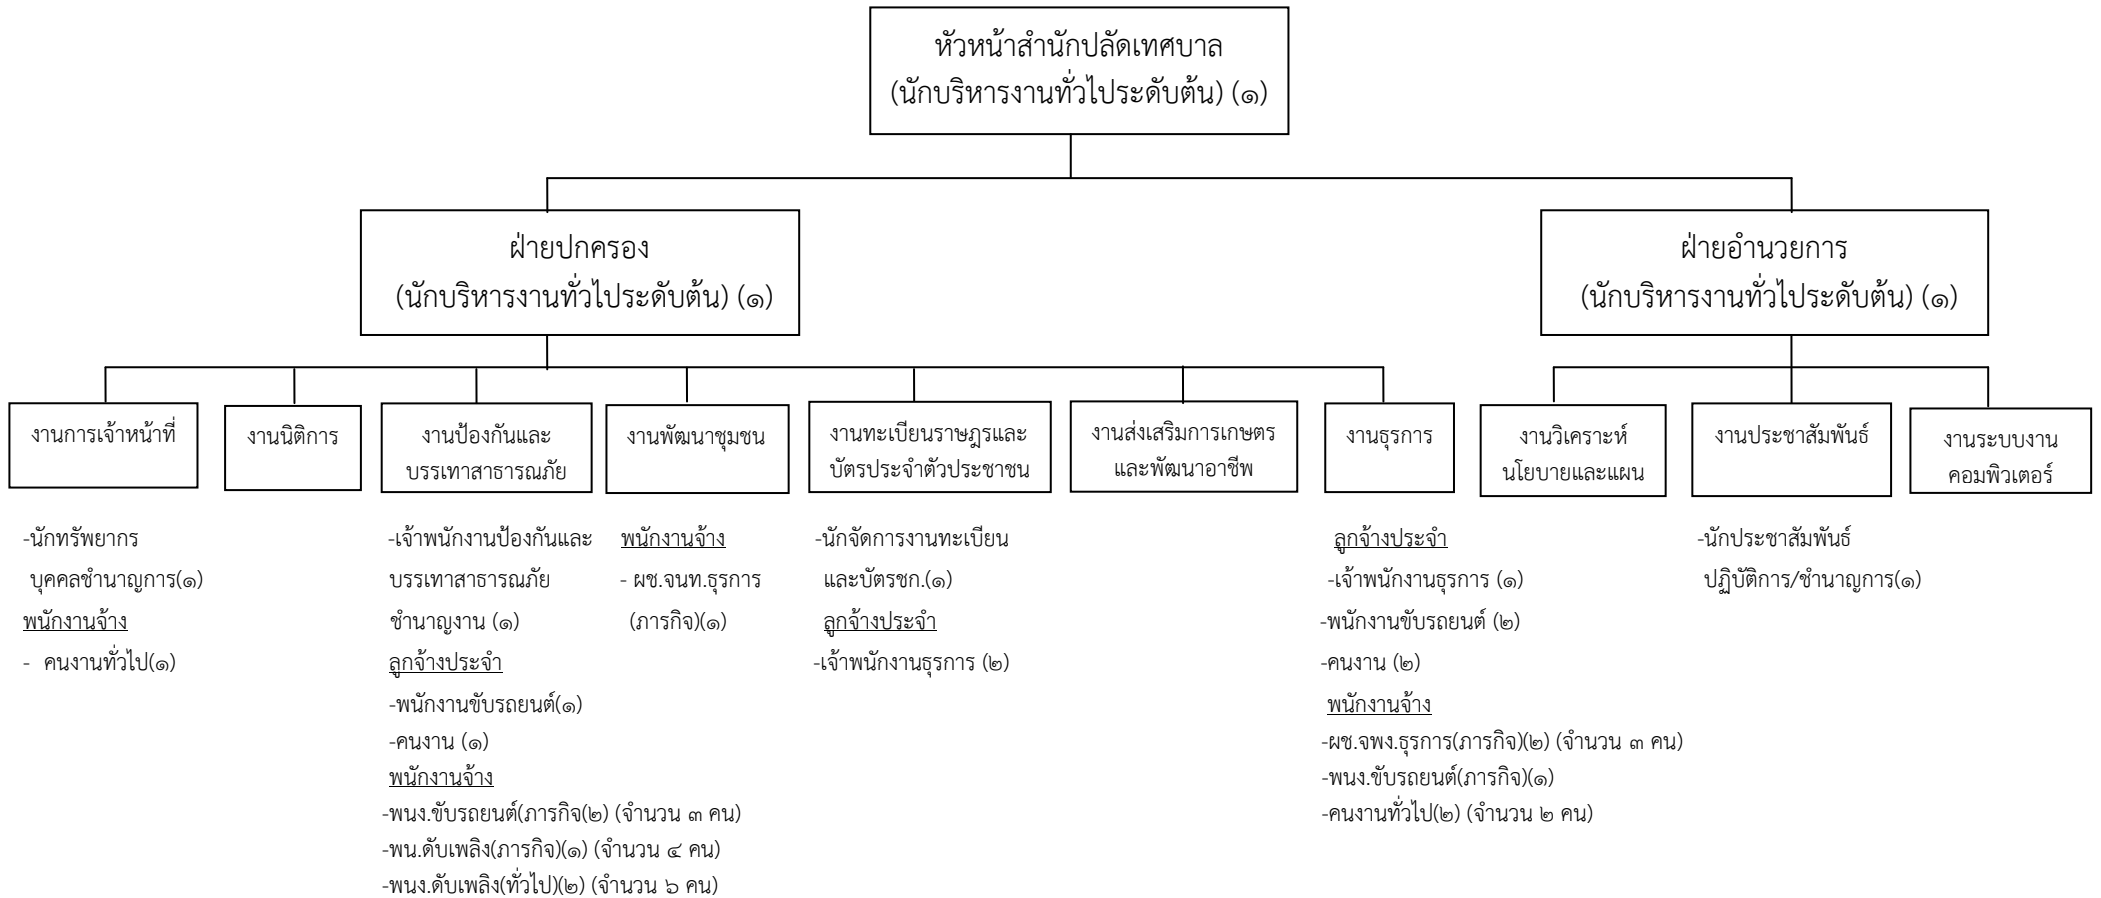 หัวหน้าสำนักปลัดเทศบาล
(นักบริหารงานทั่วไประดับต้น) (๑)
ฝ่ายปกครอง
(นักบริหารงานทั่วไประดับต้น) (๑)
ฝ่ายอำนวยการ
(นักบริหารงานทั่วไประดับต้น) (๑)
งานการเจ้าหน้าที่
งานนิติการ
งานป้องกันและ
บรรเทาสาธารณภัย
งานพัฒนาชุมชน
งานทะเบียนราษฎรและ
บัตรประจำตัวประชาชน
งานส่งเสริมการเกษตร
และพัฒนาอาชีพ
งานธุรการ
งานวิเคราะห์
นโยบายและแผน
งานประชาสัมพันธ์
งานระบบงาน
คอมพิวเตอร์
-นักทรัพยากร
บุคคลชำนาญการ(๑)
พนักงานจ้าง
- คนงานทั่วไป(๑)
-เจ้าพนักงานป้องกันและ
บรรเทาสาธารณภัย
ชำนาญงาน (๑)
ลูกจ้างประจำ
-พนักงานขับรถยนต์(๑)
-คนงาน (๑)
พนักงานจ้าง
-พนง.ขับรถยนต์(ภารกิจ(๒) (จำนวน ๓ คน)
-พน.ดับเพลิง(ภารกิจ)(๑) (จำนวน ๔ คน)
-พนง.ดับเพลิง(ทั่วไป)(๒) (จำนวน ๖ คน)
พนักงานจ้าง
- ผช.จนท.ธุรการ
(ภารกิจ)(๑)
-นักจัดการงานทะเบียน
และบัตรชก.(๑)
ลูกจ้างประจำ
-เจ้าพนักงานธุรการ (๒)
ลูกจ้างประจำ
-เจ้าพนักงานธุรการ (๑)
-พนักงานขับรถยนต์ (๒)
-คนงาน (๒)
พนักงานจ้าง
-ผช.จพง.ธุรการ(ภารกิจ)(๒) (จำนวน ๓ คน)
-พนง.ขับรถยนต์(ภารกิจ)(๑)
-คนงานทั่วไป(๒) (จำนวน ๒ คน)
-นักประชาสัมพันธ์
ปฏิบัติการ/ชำนาญการ(๑)